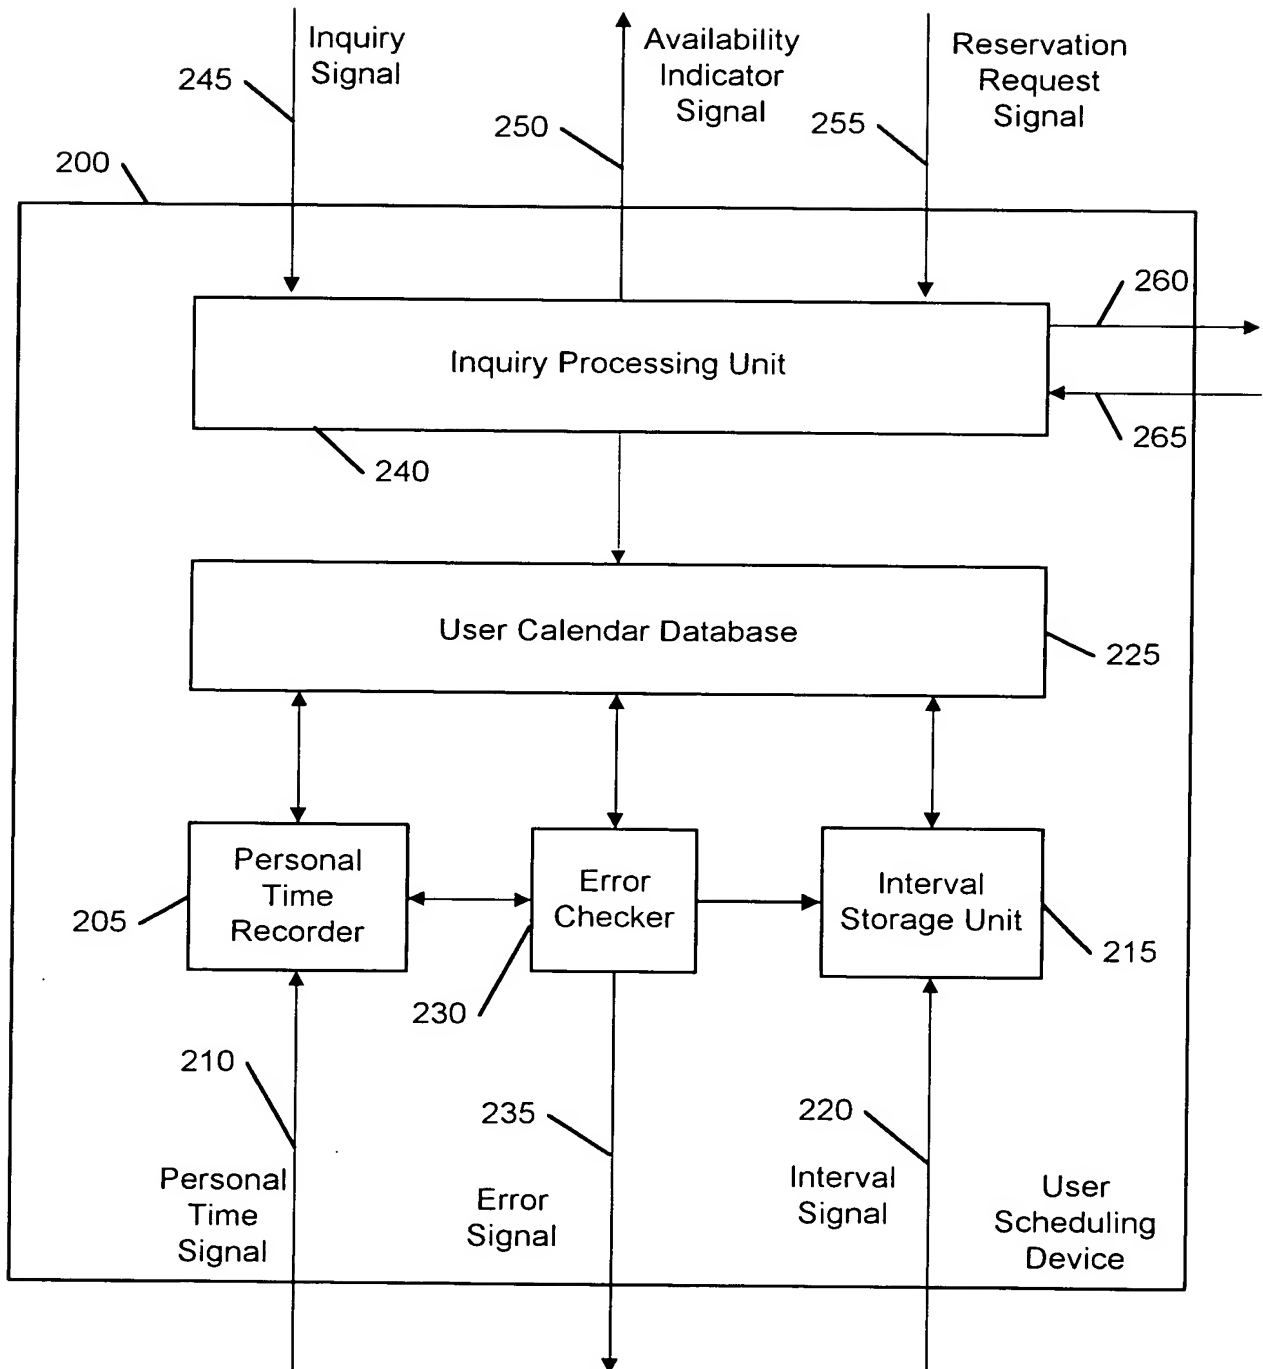 Inquiry
Signal
245
Availability
Indicator
Signal
250
Reservation
Request
Signal
255
200
260
Inquiry Processing Unit
265
240
User Calendar Database
225
Personal
Time
Recorder
205
Error
Checker
230
Interval
Storage Unit
215
210
235
220
Personal
Time
Signal
Error
Signal
Interval
Signal
User
Scheduling
Device